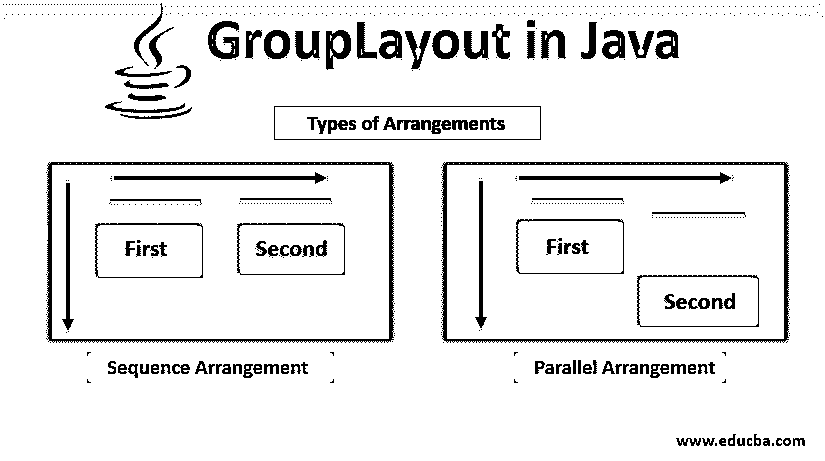 GroupLayout in Java
Types of Arrangements
First
Second
First
Second
Sequence Arrangement
Parallel Arrangement
www.educba.com